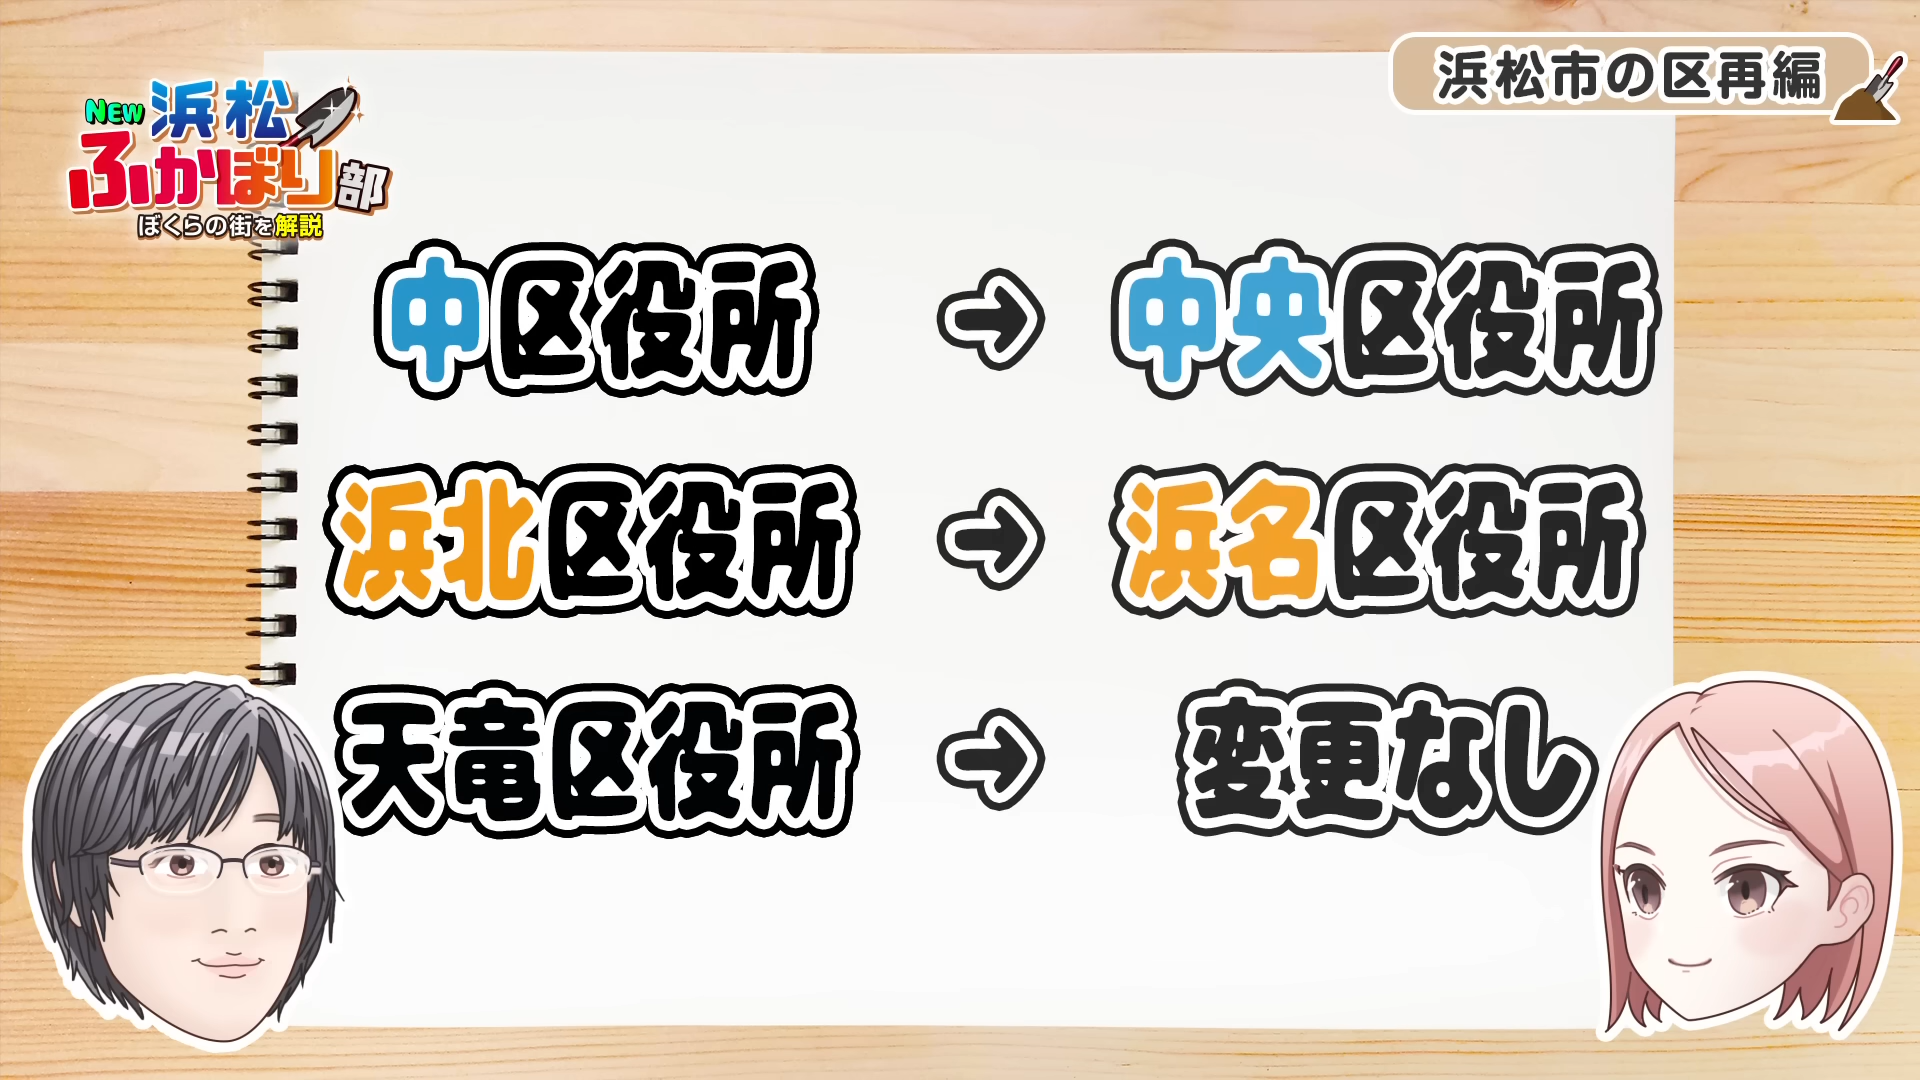 浜松市の区再編
NEW 浜松
ふかぼり部
ぼくらの街を解説
中区役所 → 中央区役所
浜北区役所 → 浜名区役所
天竜区役所 → 変更なし